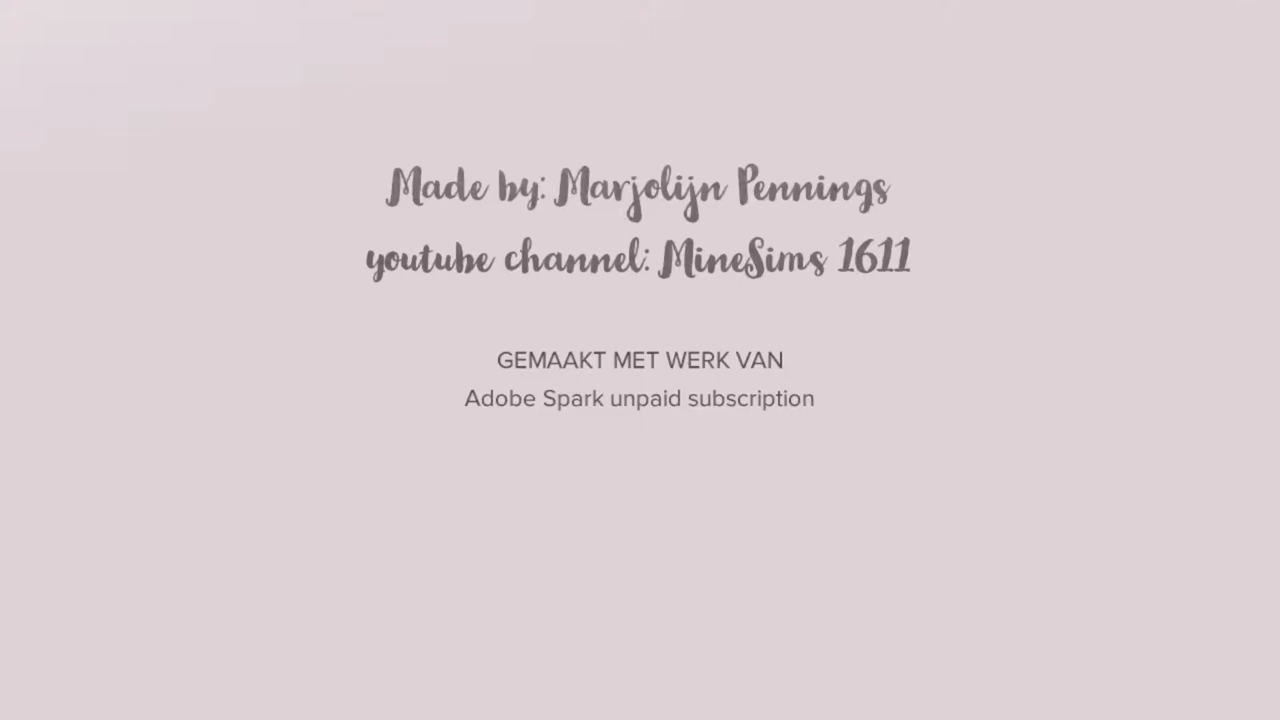 Made by: Marjolijn Pennings
youtube channel: MineSims 1611
GEMAAKT MET WERK VAN
Adobe Spark unpaid subscription